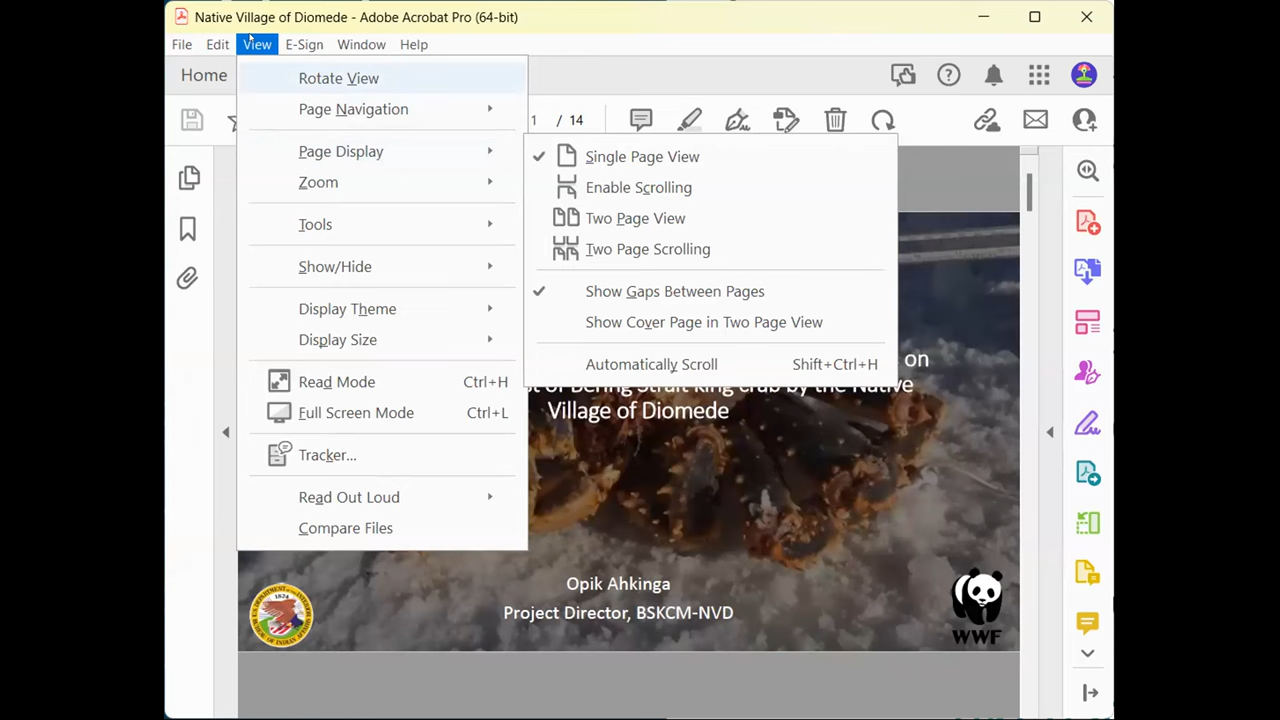 Native Village of Diomede - Adobe Acrobat Pro (64-bit)
File Edit View E-Sign Window Help
Home
1 / 14
Rotate View
Page Navigation
Page Display
Zoom
Tools
Show/Hide
Display Theme
Display Size
Read Mode Ctrl+H
Full Screen Mode Ctrl+L
Tracker...
Read Out Loud
Compare Files
Single Page View
Enable Scrolling
Two Page View
Two Page Scrolling
Show Gaps Between Pages
Show Cover Page in Two Page View
Automatically Scroll Shift+Ctrl+H
on
of Bering Strait king crab by the Native
Village of Diomede
Opik Ahkinga
Project Director, BSKCM-NVD
WWF